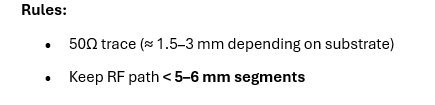 Rules:
• 50Ω trace (≈ 1.5–3 mm depending on substrate)
• Keep RF path < 5–6 mm segments